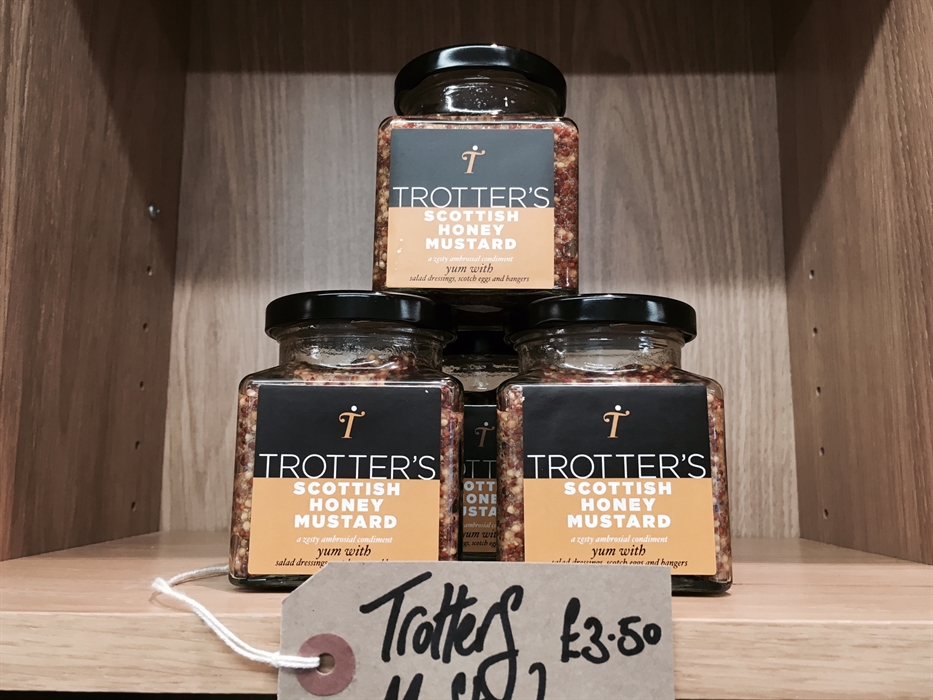 TROTTER'S
SCOTTISH
HONEY
MUSTARD
a zesty ambrosial condiment
yum with
salad dressings, scotch eggs and bangers
TROTTER'S
SCOTTISH
HONEY
MUSTARD
a zesty ambrosial condiment
yum with
salad dressings
TROTTER'S
SCOTTISH
HONEY
MUSTARD
a zesty ambrosial condiment
yum with
salad dressings, scotch eggs and bangers
Trotters £3.50